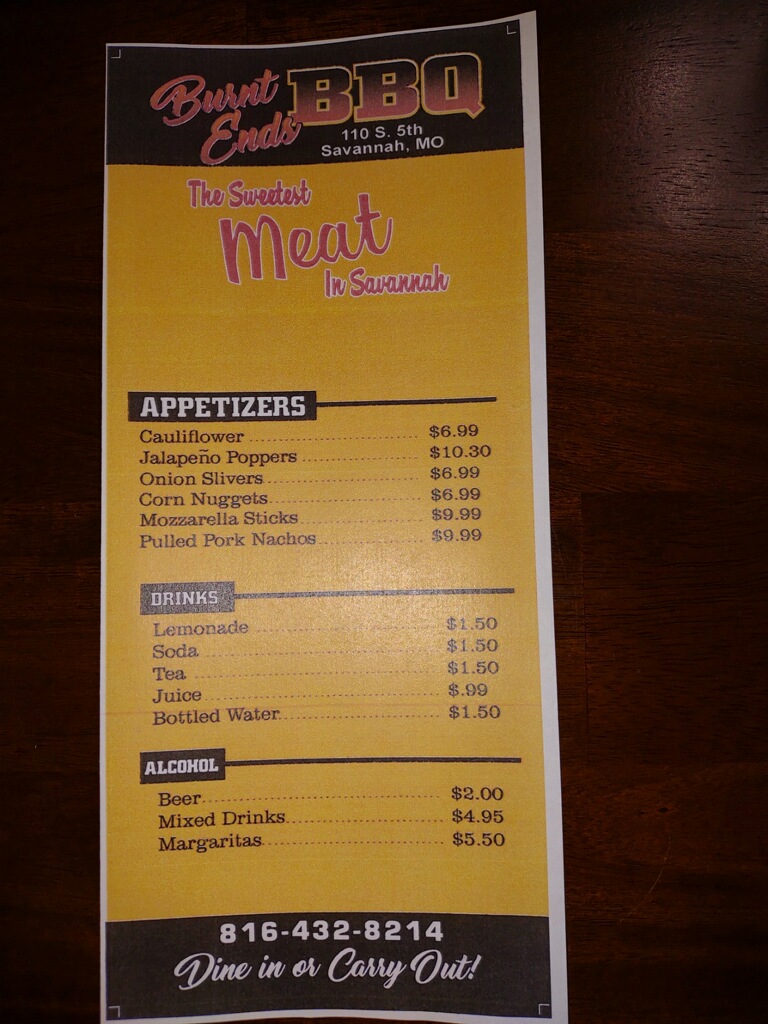 Burnt Ends BBQ
110 S. 5th
Savannah, MO
The Sweetest
Meat
In Savannah
APPETIZERS
Cauliflower $6.99
Jalapeño Poppers $10.30
Onion Slivers $6.99
Corn Nuggets $6.99
Mozzarella Sticks $9.99
Pulled Pork Nachos $9.99
DRINKS
Lemonade $1.50
Soda $1.50
Tea $1.50
Juice $.99
Bottled Water $1.50
ALCOHOL
Beer $2.00
Mixed Drinks $4.95
Margaritas $5.50
816-432-8214
Dine in or Carry Out!